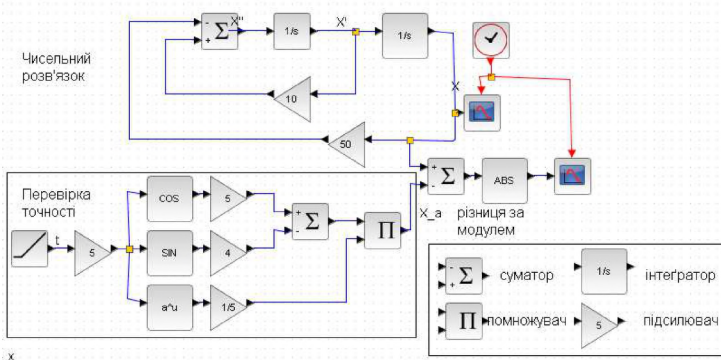 X"
X'
-
+
Σ
1/s
1/s
Чисельний
розв'язок
10
X
50
+
-
Σ
ABS
X_a
різниця за
модулем
Перевірка
точності
t
5
COS
5
+
-
Σ
П
SIN
4
a^u
1/5
-
+
Σ
суматор
1/s
інтеґратор
П
помножувач
5
підсилювач
x